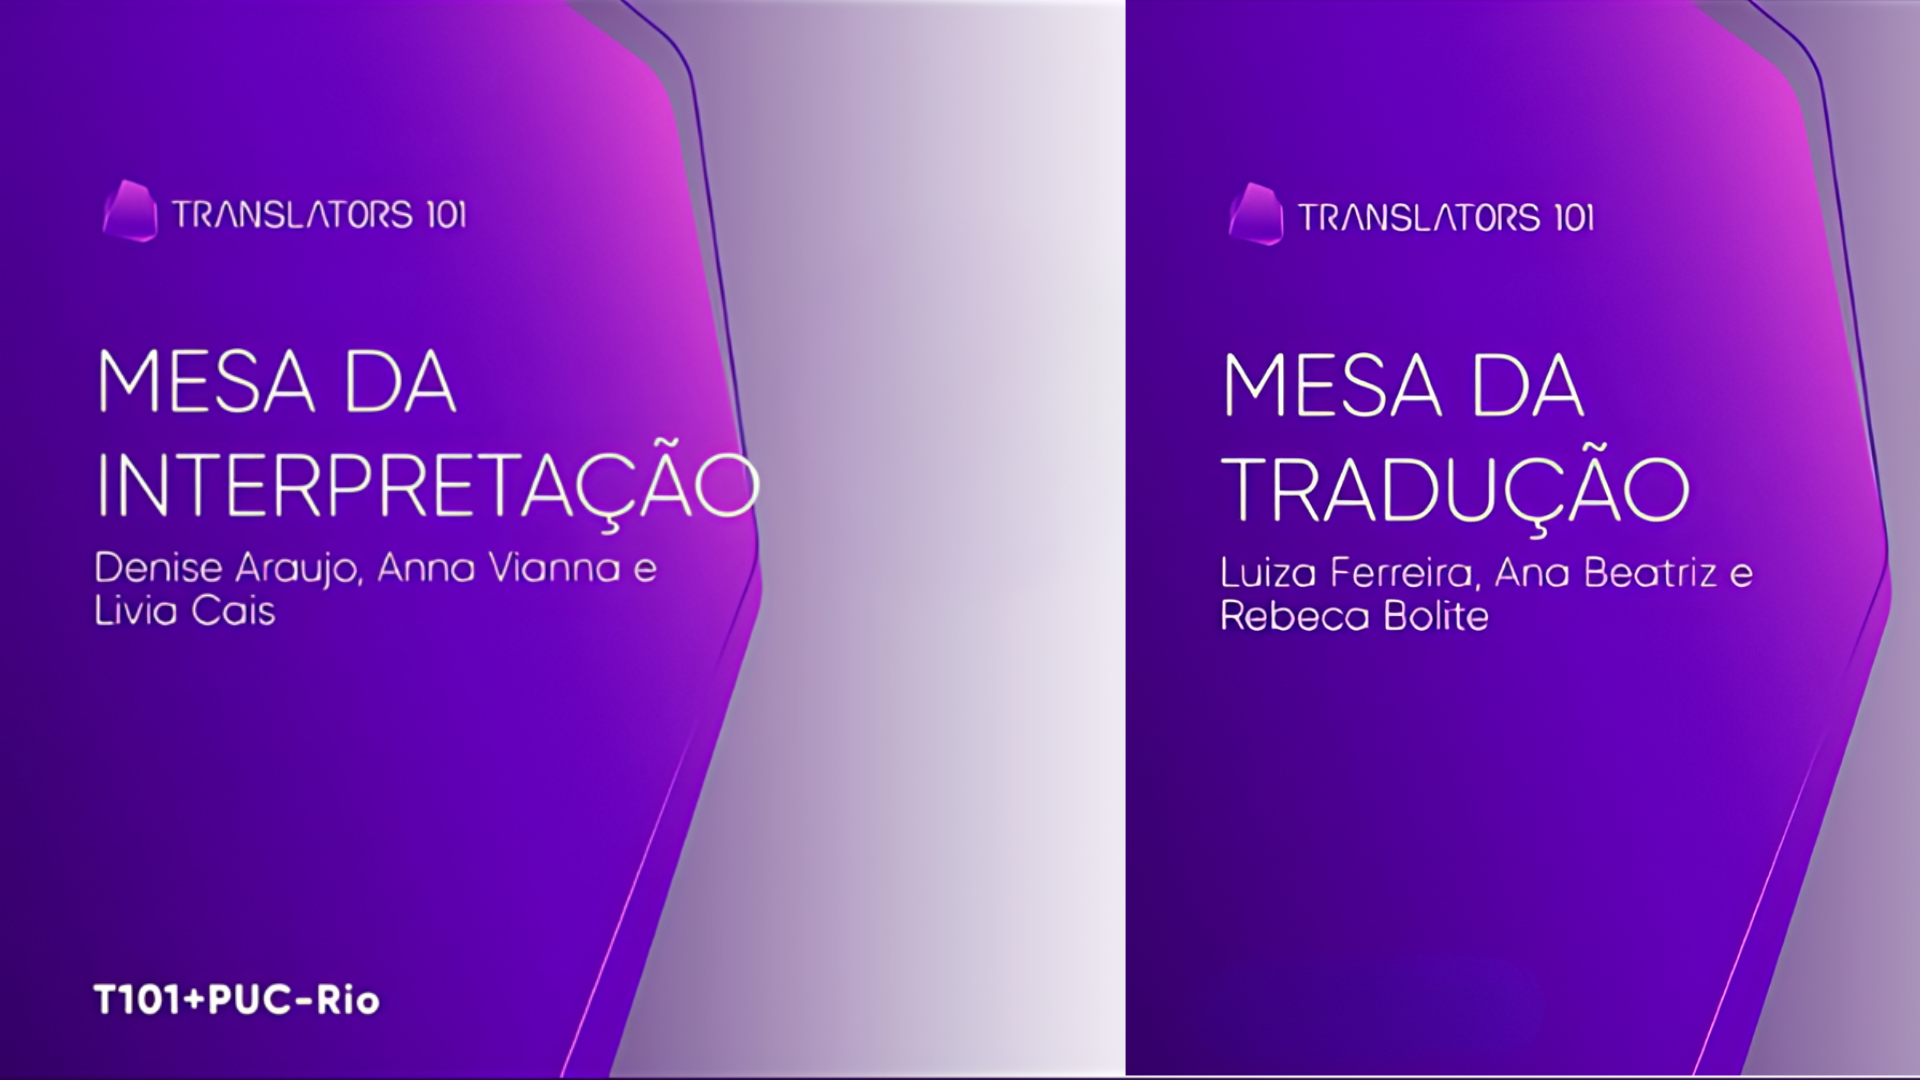 TRANSLATORS 101
MESA DA
INTERPRETAÇÃO
Denise Araujo, Anna Vianna e
Livia Cais
T101+PUC-Rio
TRANSLATORS 101
MESA DA
TRADUÇÃO
Luiza Ferreira, Ana Beatriz e
Rebeca Bolite